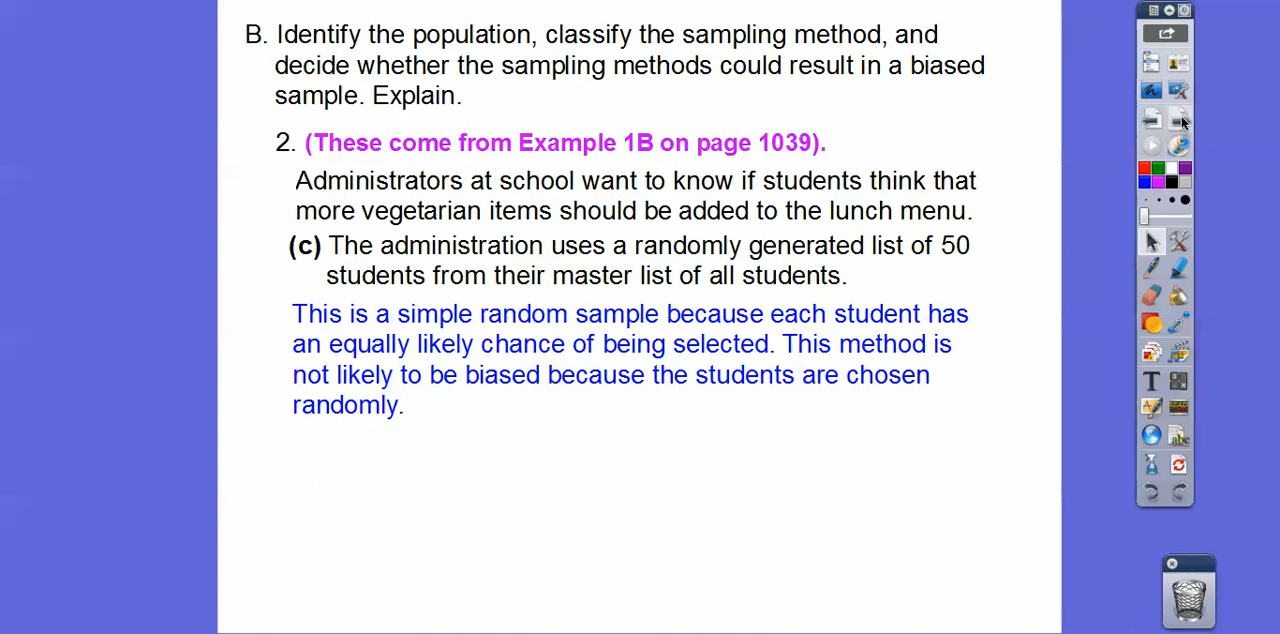 B. Identify the population, classify the sampling method, and
decide whether the sampling methods could result in a biased
sample. Explain.
2. (These come from Example 1B on page 1039).
Administrators at school want to know if students think that
more vegetarian items should be added to the lunch menu.
(c) The administration uses a randomly generated list of 50
students from their master list of all students.
This is a simple random sample because each student has
an equally likely chance of being selected. This method is
not likely to be biased because the students are chosen
randomly.